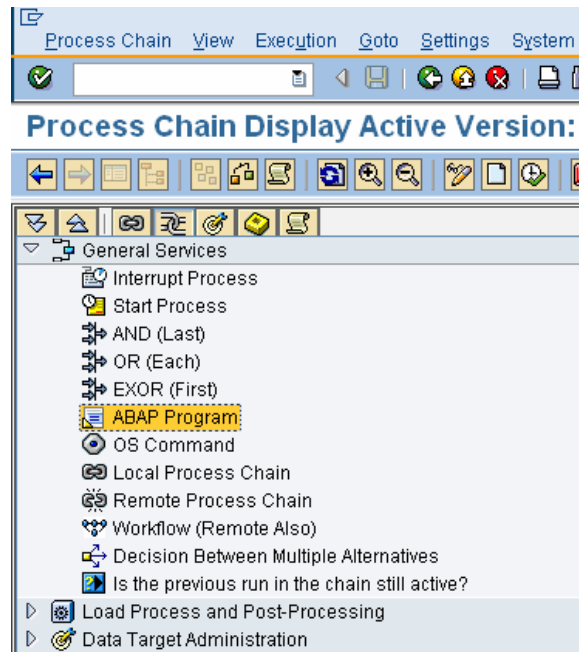 Process Chain View Execution Goto Settings System
Process Chain Display Active Version:
General Services
Interrupt Process
Start Process
AND (Last)
OR (Each)
EXOR (First)
ABAP Program
OS Command
Local Process Chain
Remote Process Chain
Workflow (Remote Also)
Decision Between Multiple Alternatives
Is the previous run in the chain still active?
Load Process and Post-Processing
Data Target Administration